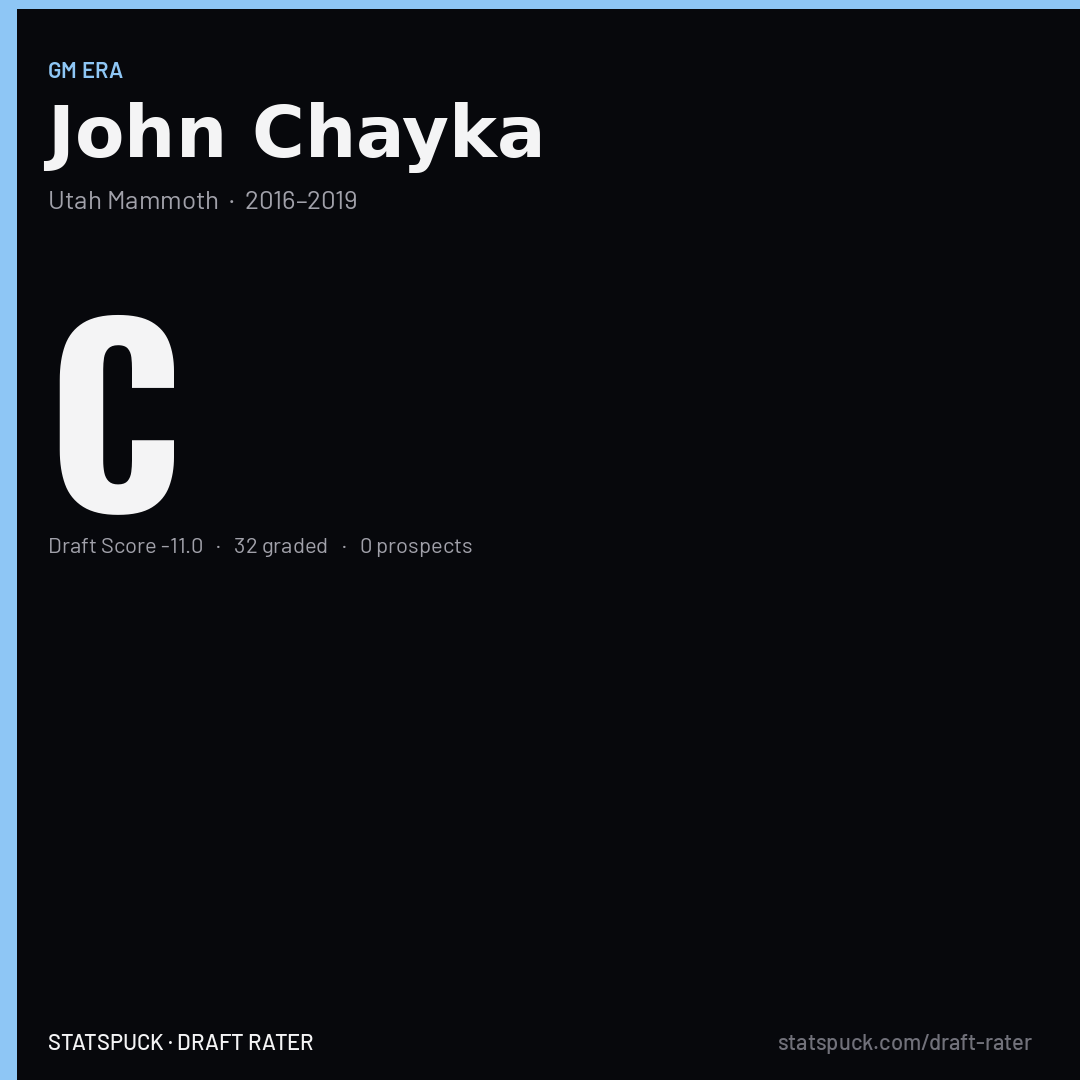 GM ERA
John Chayka
Utah Mammoth · 2016–2019
C
Draft Score -11.0 · 32 graded · 0 prospects
STATSPUCK · DRAFT RATER
statspuck.com/draft-rater